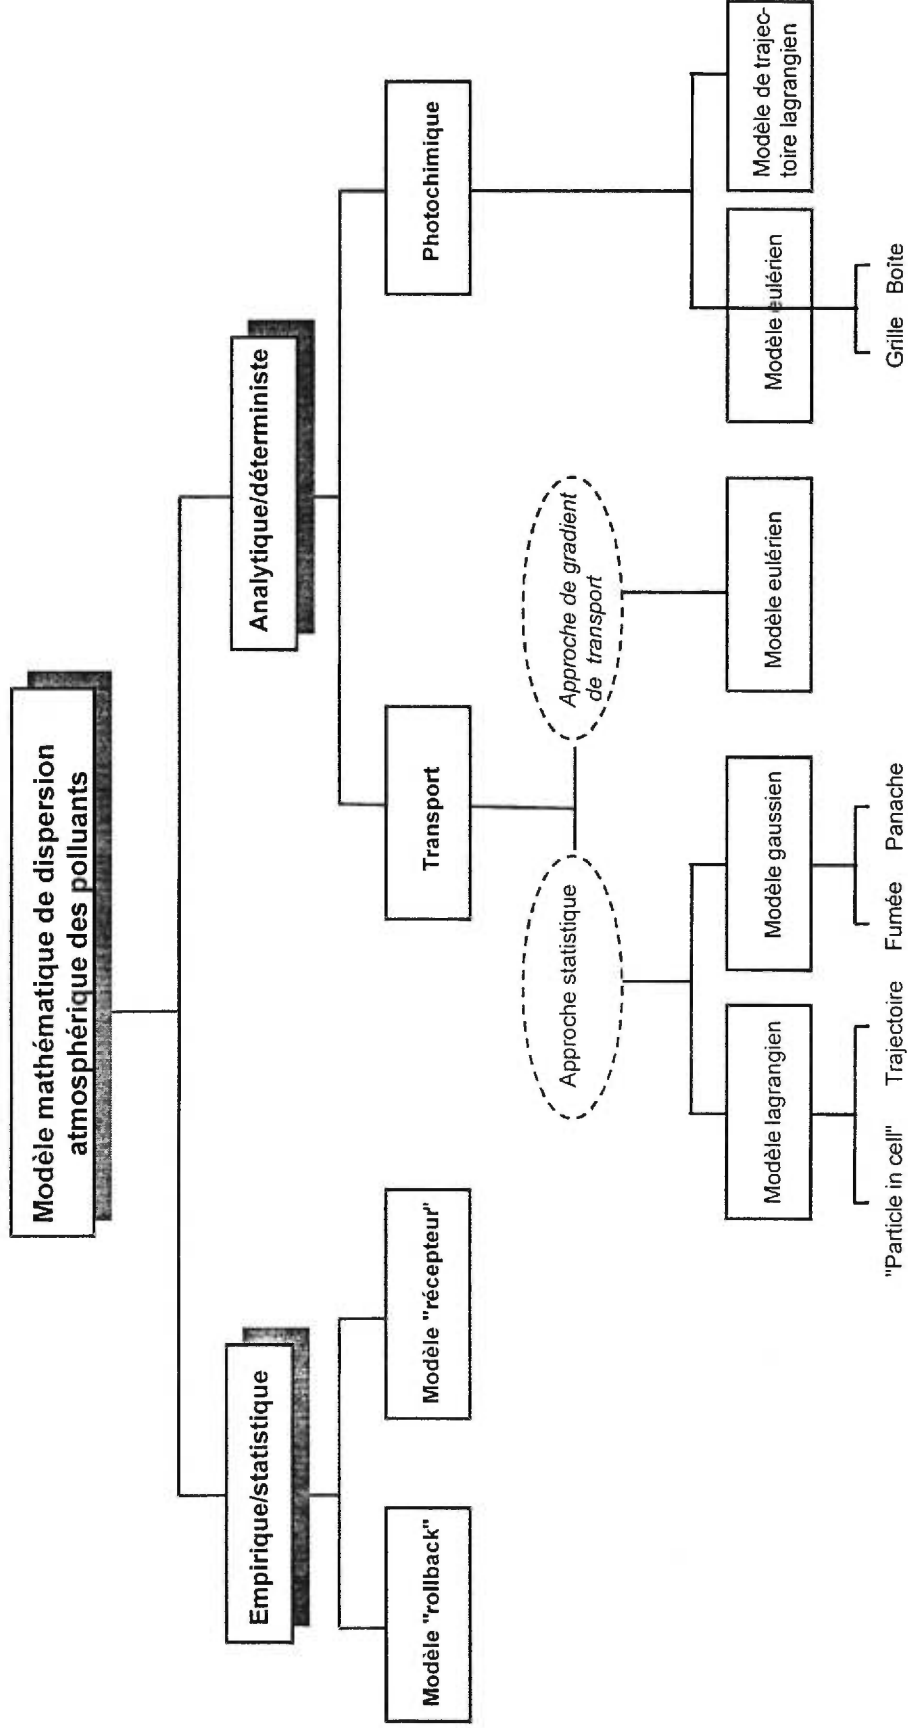 Modèle mathématique de dispersion
atmosphérique des polluants
Empirique/statistique
Analytique/déterministe
Modèle "rollback"
Modèle "récepteur"
Transport
Photochimique
Approche statistique
Approche de gradient
de transport
Modèle lagrangien
Modèle gaussien
Modèle eulérien
Modèle eulérien
Modèle de trajec-
toire lagrangien
"Particle in cell"
Trajectoire
Fumée
Panache
Grille
Boîte